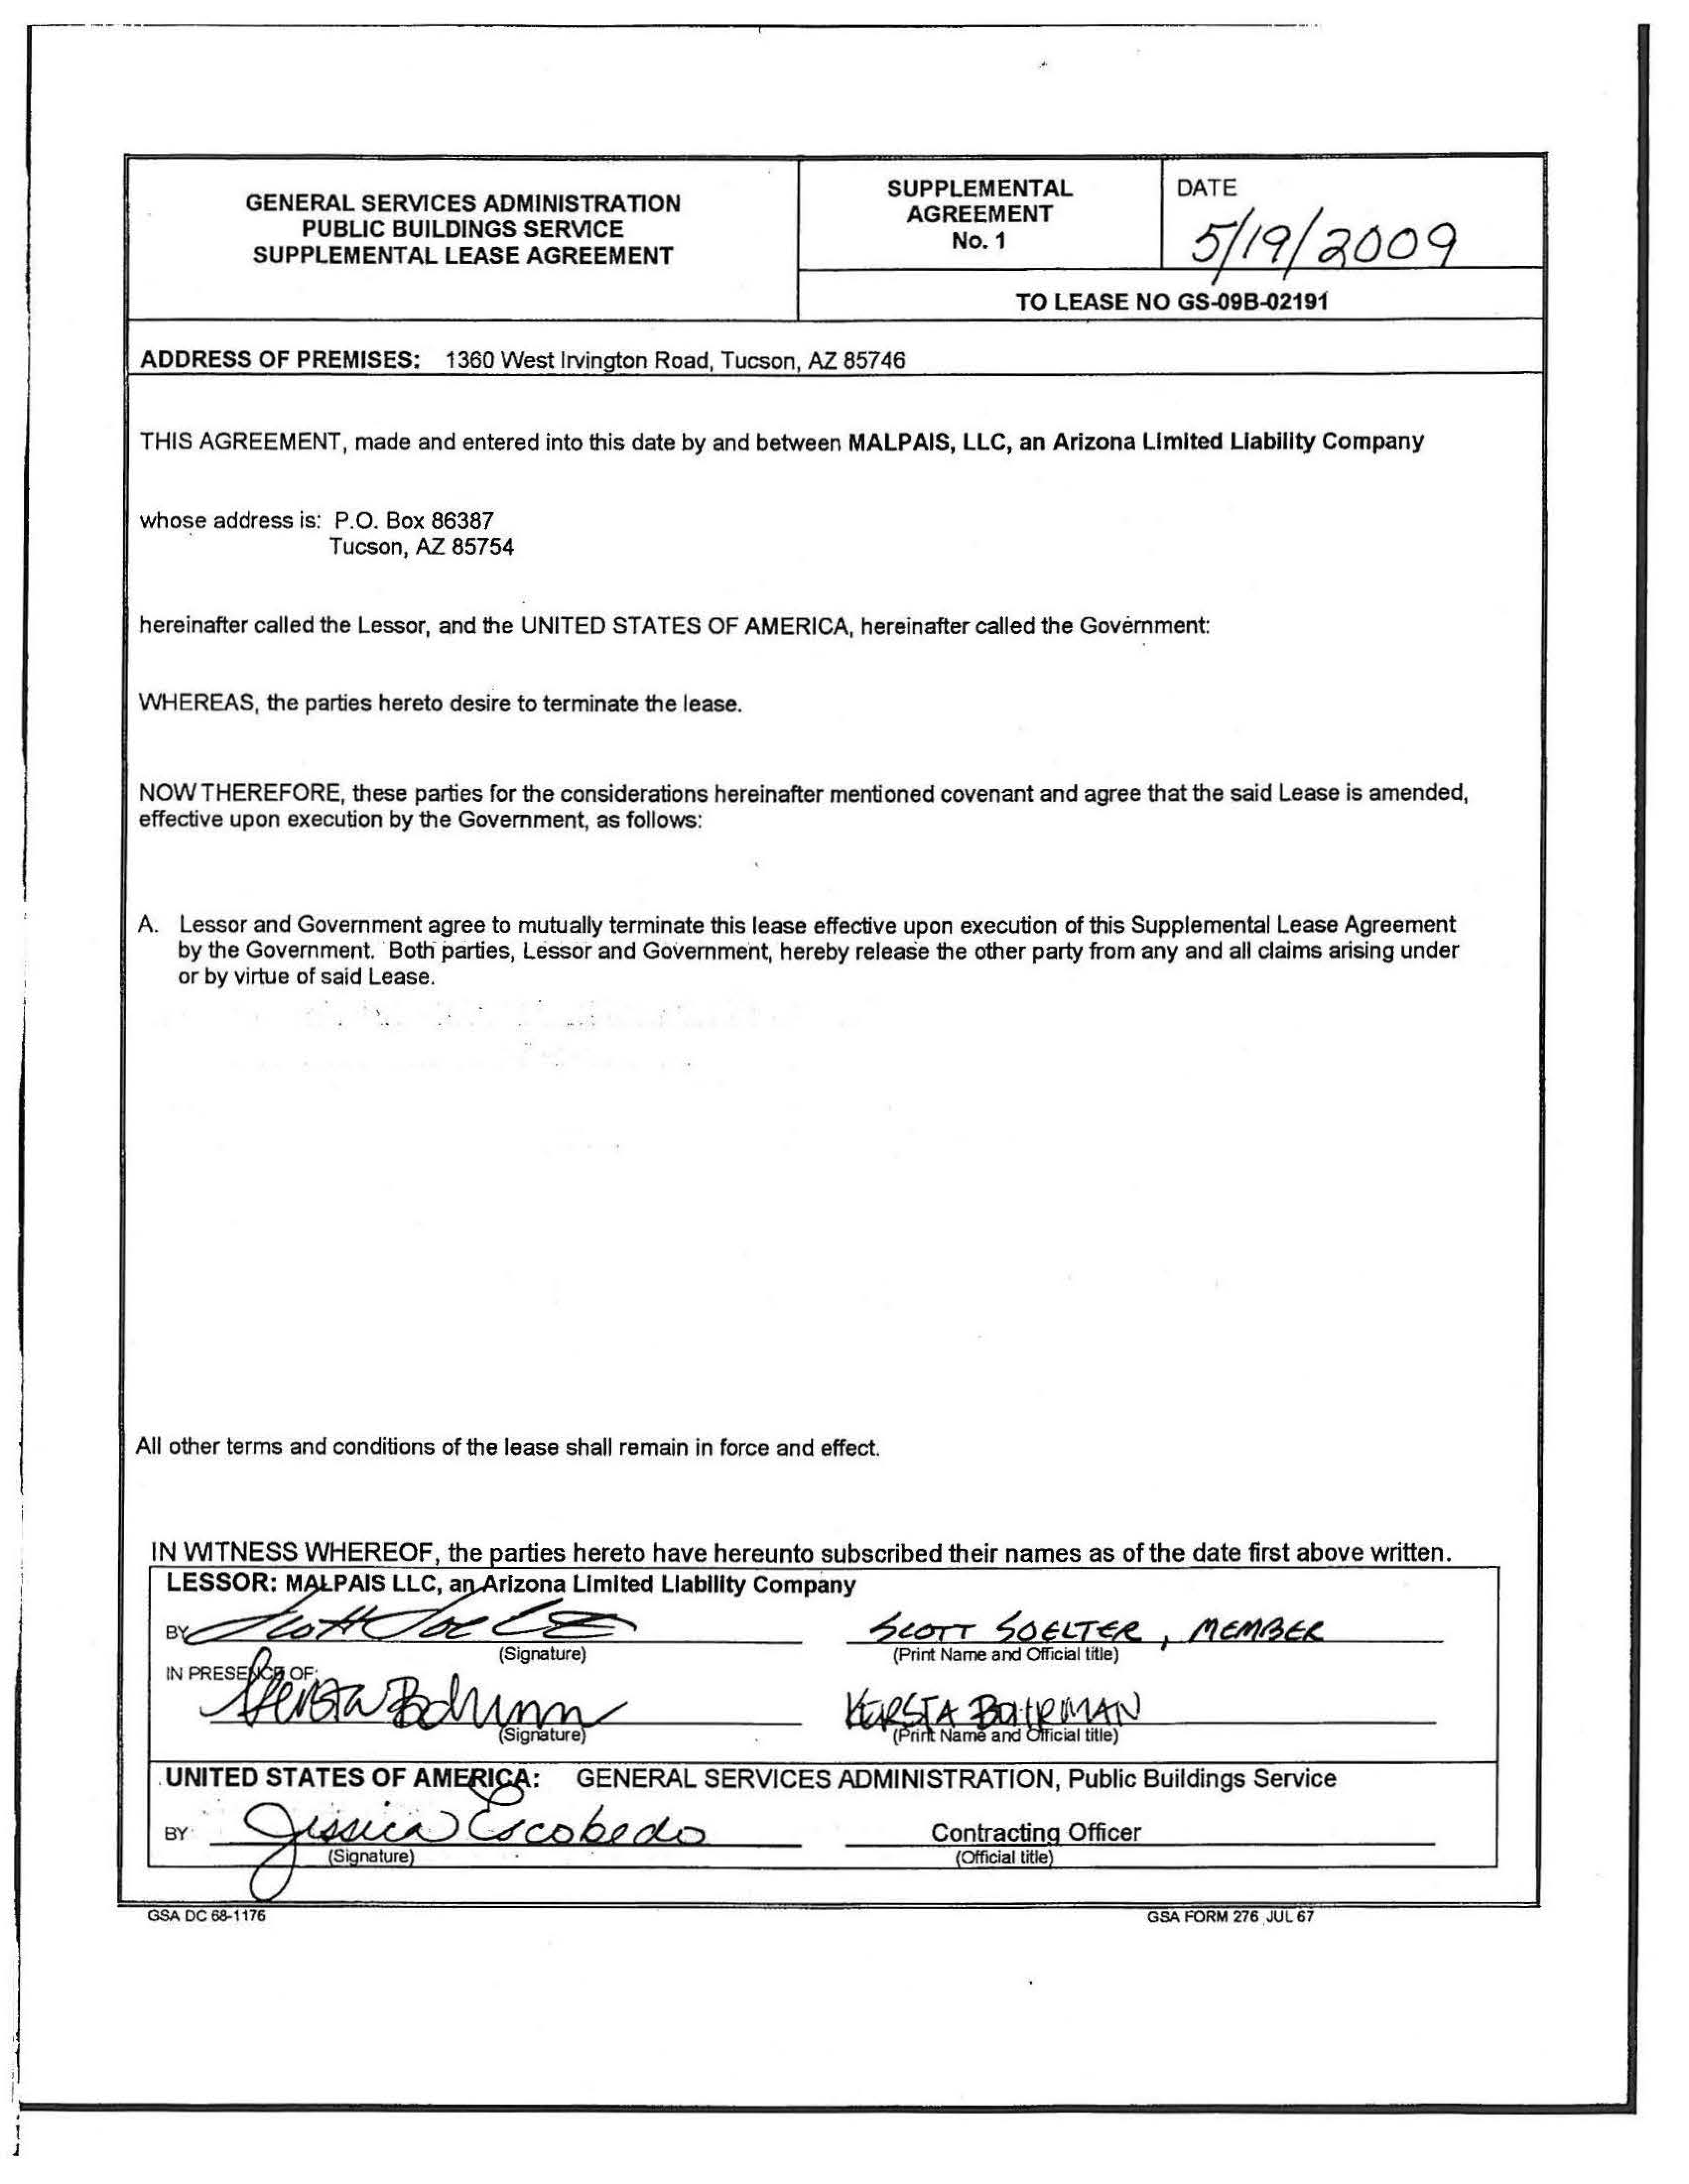 GENERAL SERVICES ADMINISTRATION
PUBLIC BUILDINGS SERVICE
SUPPLEMENTAL LEASE AGREEMENT
SUPPLEMENTAL
AGREEMENT
No. 1
DATE
5/19/2009
TO LEASE NO GS-09B-02191
ADDRESS OF PREMISES: 1360 West Irvington Road, Tucson, AZ 85746
THIS AGREEMENT, made and entered into this date by and between MALPAIS, LLC, an Arizona Limited Liability Company
whose address is: P.O. Box 86387
Tucson, AZ 85754
hereinafter called the Lessor, and the UNITED STATES OF AMERICA, hereinafter called the Government:
WHEREAS, the parties hereto desire to terminate the lease.
NOW THEREFORE, these parties for the considerations hereinafter mentioned covenant and agree that the said Lease is amended,
effective upon execution by the Government, as follows:
A. Lessor and Government agree to mutually terminate this lease effective upon execution of this Supplemental Lease Agreement
by the Government. Both parties, Lessor and Government, hereby release the other party from any and all claims arising under
or by virtue of said Lease.
All other terms and conditions of the lease shall remain in force and effect.
IN WITNESS WHEREOF, the parties hereto have hereunto subscribed their names as of the date first above written.
LESSOR: MALPAIS LLC, an Arizona Limited Liability Company
BY Scott Soelter SCOTT SOELTER, MEMBER
(Signature) (Print Name and Official title)
IN PRESENCE OF:
KERSTA BOHRMAN
(Signature) (Print Name and Official title)
UNITED STATES OF AMERICA: GENERAL SERVICES ADMINISTRATION, Public Buildings Service
BY Jessica Escobedo Contracting Officer
(Signature) (Official title)
GSA DC 68-1176 GSA FORM 276 JUL 67